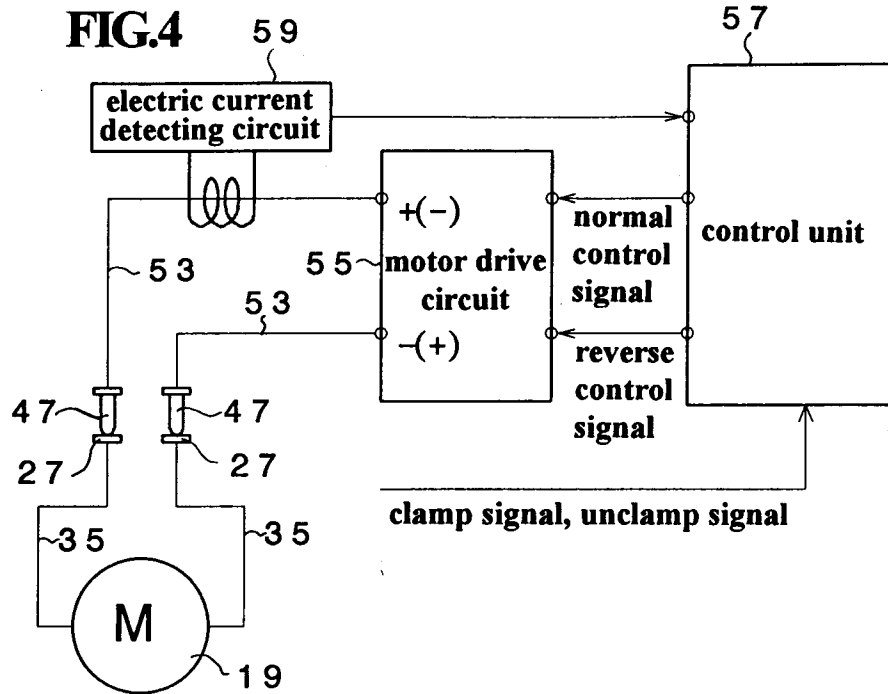 FIG.4
59
57
electric current
detecting circuit
+(-)
normal
control
signal
control unit
53
55
motor drive
circuit
53
-(+)
reverse
control
signal
47
47
27
27
clamp signal, unclamp signal
35
35
M
19